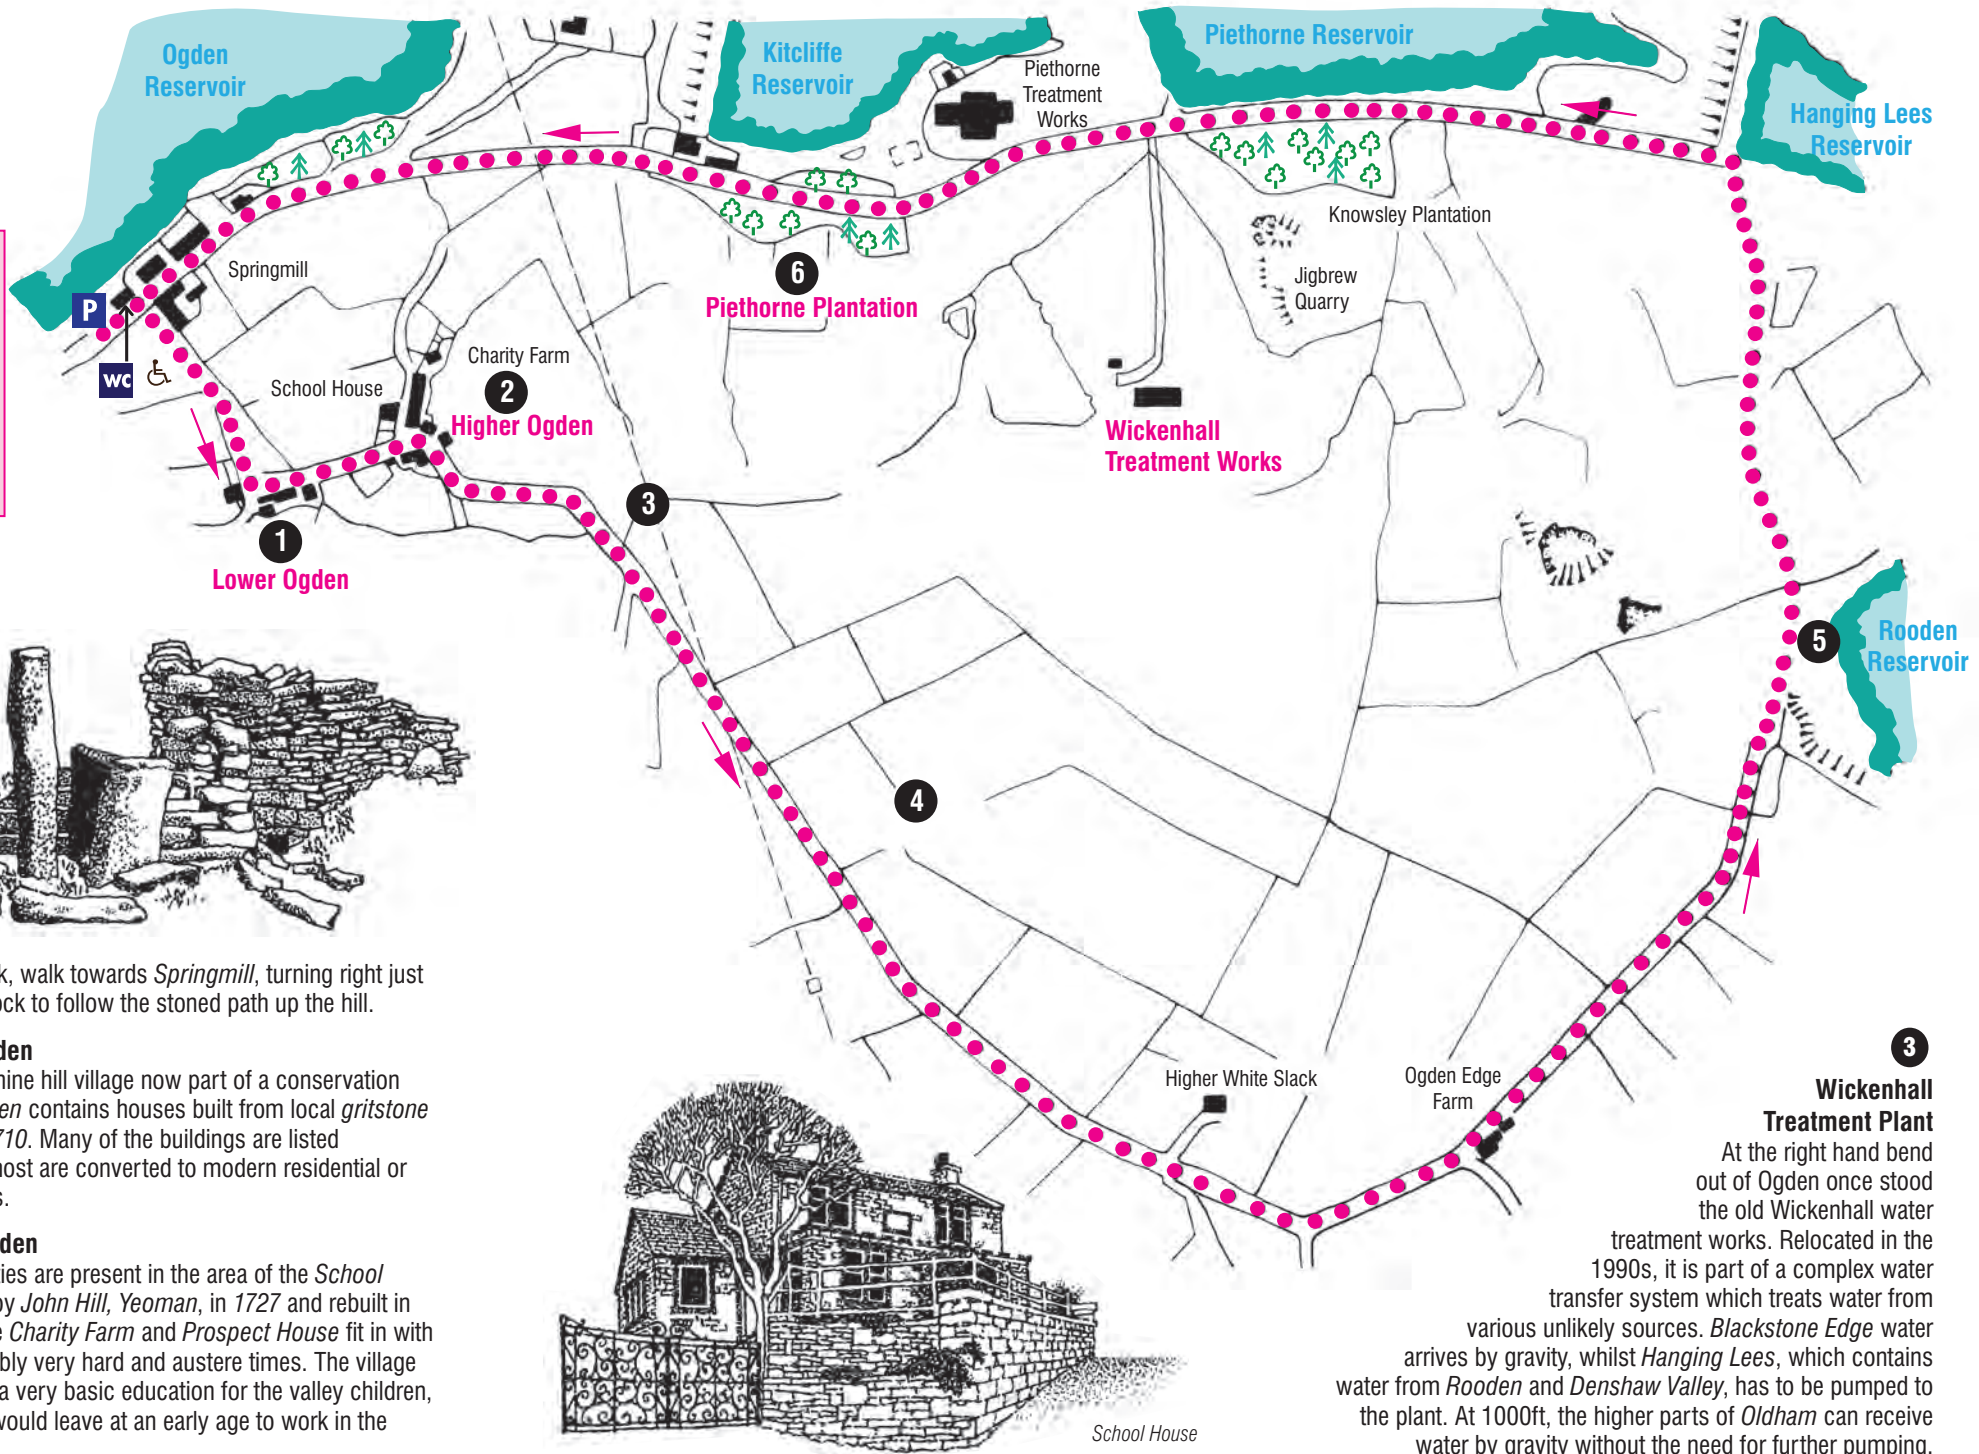 Ogden
Reservoir
Kitcliffe
Reservoir
Piethorne
Treatment
Works
Piethorne Reservoir
Hanging Lees
Reservoir
Springmill
P
WC
School House
Charity Farm
2
Higher Ogden
6
Piethorne Plantation
Knowsley Plantation
Jigbrew
Quarry
Wickenhall
Treatment Works
1
Lower Ogden
3
4
5
Rooden
Reservoir
Higher White Slack
Ogden Edge
Farm
k, walk towards Springmill, turning right just
ock to follow the stoned path up the hill.
den
nine hill village now part of a conservation
en contains houses built from local gritstone
710. Many of the buildings are listed
nost are converted to modern residential or
s.
den
ties are present in the area of the School
by John Hill, Yeoman, in 1727 and rebuilt in
e Charity Farm and Prospect House fit in with
bly very hard and austere times. The village
a very basic education for the valley children,
would leave at an early age to work in the
School House
3
Wickenhall
Treatment Plant
At the right hand bend
out of Ogden once stood
the old Wickenhall water
treatment works. Relocated in the
1990s, it is part of a complex water
transfer system which treats water from
various unlikely sources. Blackstone Edge water
arrives by gravity, whilst Hanging Lees, which contains
water from Rooden and Denshaw Valley, has to be pumped to
the plant. At 1000ft, the higher parts of Oldham can receive
water by gravity without the need for further pumping.